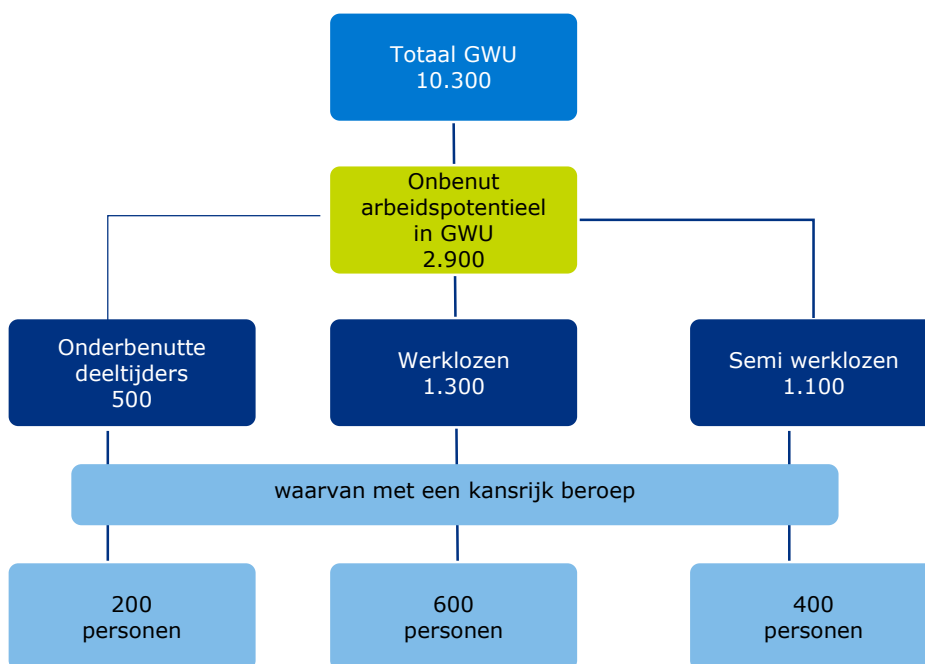 Totaal GWU
10.300
Onbenut
arbeidspotentieel
in GWU
2.900
Onderbenutte
deeltijders
500
Werklozen
1.300
Semi werklozen
1.100
waarvan met een kansrijk beroep
200
personen
600
personen
400
personen